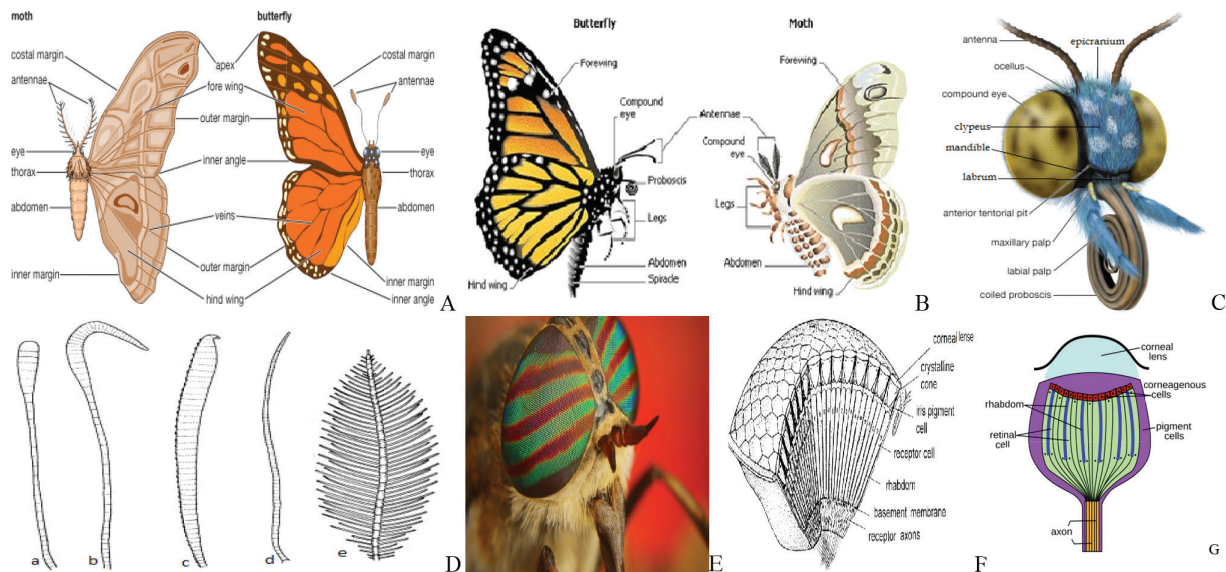 moth
butterfly
costal margin
antennae
eye
thorax
abdomen
inner margin
apex
fore wing
outer margin
inner angle
veins
outer margin
hind wing
costal margin
antennae
eye
thorax
abdomen
inner margin
inner angle
A
Butterfly
Moth
Forewing
Compound
eye
Antennae
Proboscis
Legs
Abdomen
Spiracle
Hind wing
Forewing
Compound
eye
Legs
Abdomen
Hind wing
B
antenna
epicranium
ocellus
compound eye
clypeus
mandible
labrum
anterior tentorial pit
maxillary palp
labial palp
coiled proboscis
C
a
b
c
d
e
D
E
corneal lense
crystalline
cone
iris pigment
cell
receptor cell
rhabdom
basement membrane
receptor axons
F
corneal
lens
corneagenous
cells
rhabdom
retinal
cell
pigment
cells
axon
G